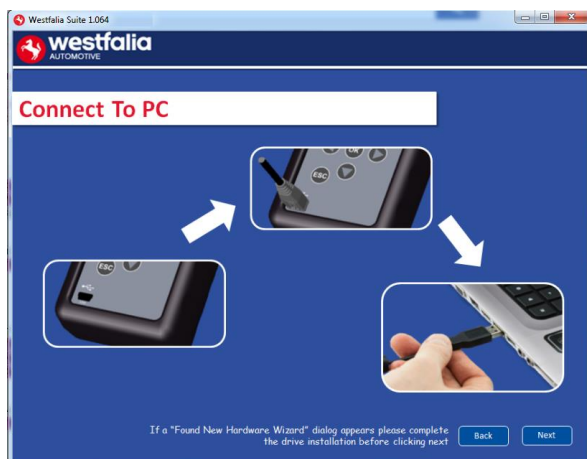 Westfalia Suite 1.064
westfalia
AUTOMOTIVE
Connect To PC
OK
ESC
ESC
If a "Found New Hardware Wizard" dialog appears please complete
the drive installation before clicking next
Back
Next